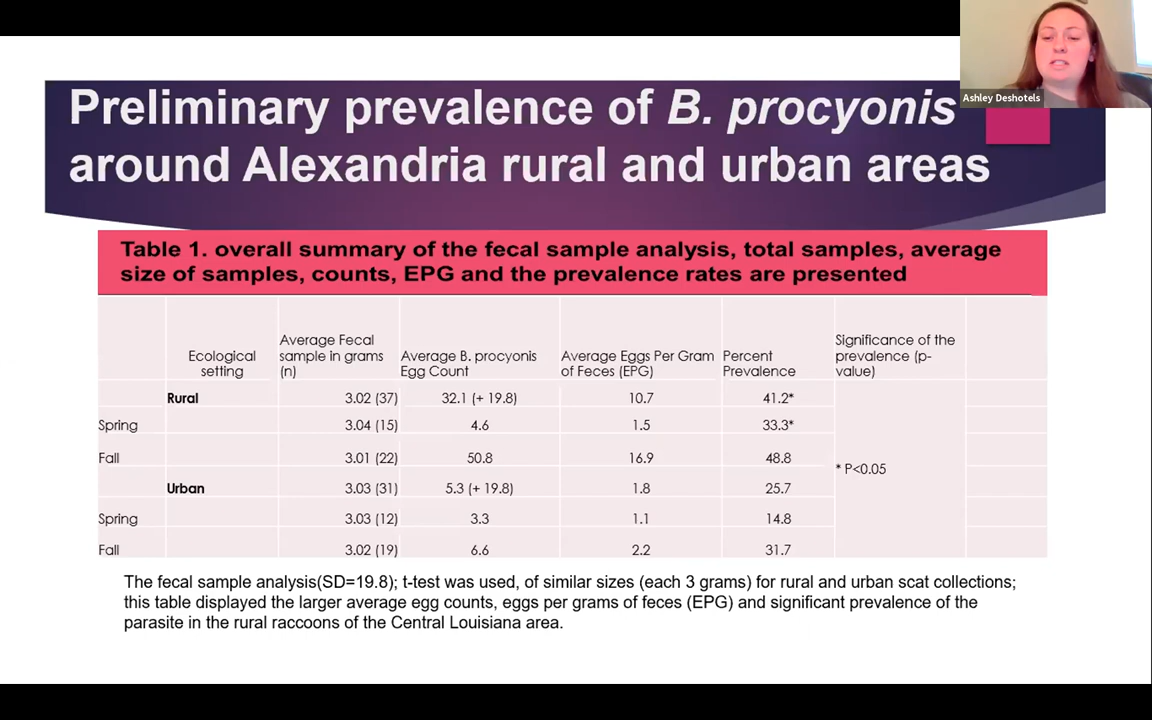 Ashley Deshotels
Preliminary prevalence of B. procyonis
around Alexandria rural and urban areas
Table 1. overall summary of the fecal sample analysis, total samples, average
size of samples, counts, EPG and the prevalence rates are presented
Ecological setting | Average Fecal sample in grams (n) | Average B. procyonis Egg Count | Average Eggs Per Gram of Feces (EPG) | Percent Prevalence | Significance of the prevalence (p-value)
Rural 3.02 (37) 32.1 (+ 19.8) 10.7 41.2*
Spring 3.04 (15) 4.6 1.5 33.3*
Fall 3.01 (22) 50.8 16.9 48.8
* P<0.05
Urban 3.03 (31) 5.3 (+ 19.8) 1.8 25.7
Spring 3.03 (12) 3.3 1.1 14.8
Fall 3.02 (19) 6.6 2.2 31.7
The fecal sample analysis(SD=19.8); t-test was used, of similar sizes (each 3 grams) for rural and urban scat collections;
this table displayed the larger average egg counts, eggs per grams of feces (EPG) and significant prevalence of the
parasite in the rural raccoons of the Central Louisiana area.